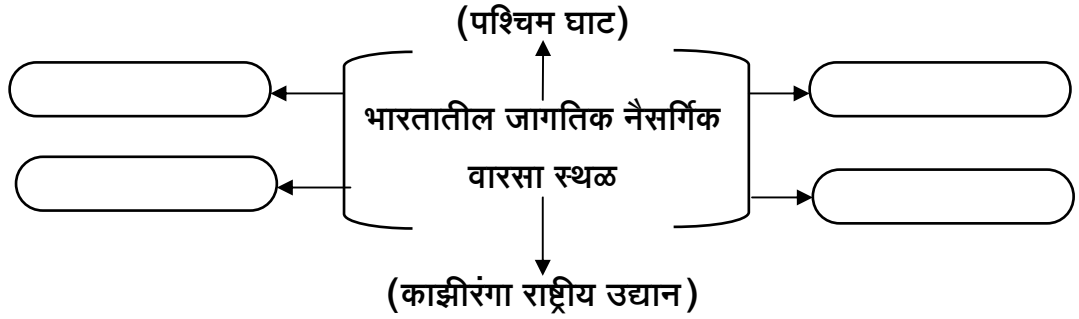 (पश्चिम घाट)
भारतातील जागतिक नैसर्गिक
वारसा स्थळ
(काझीरंगा राष्ट्रीय उद्यान)